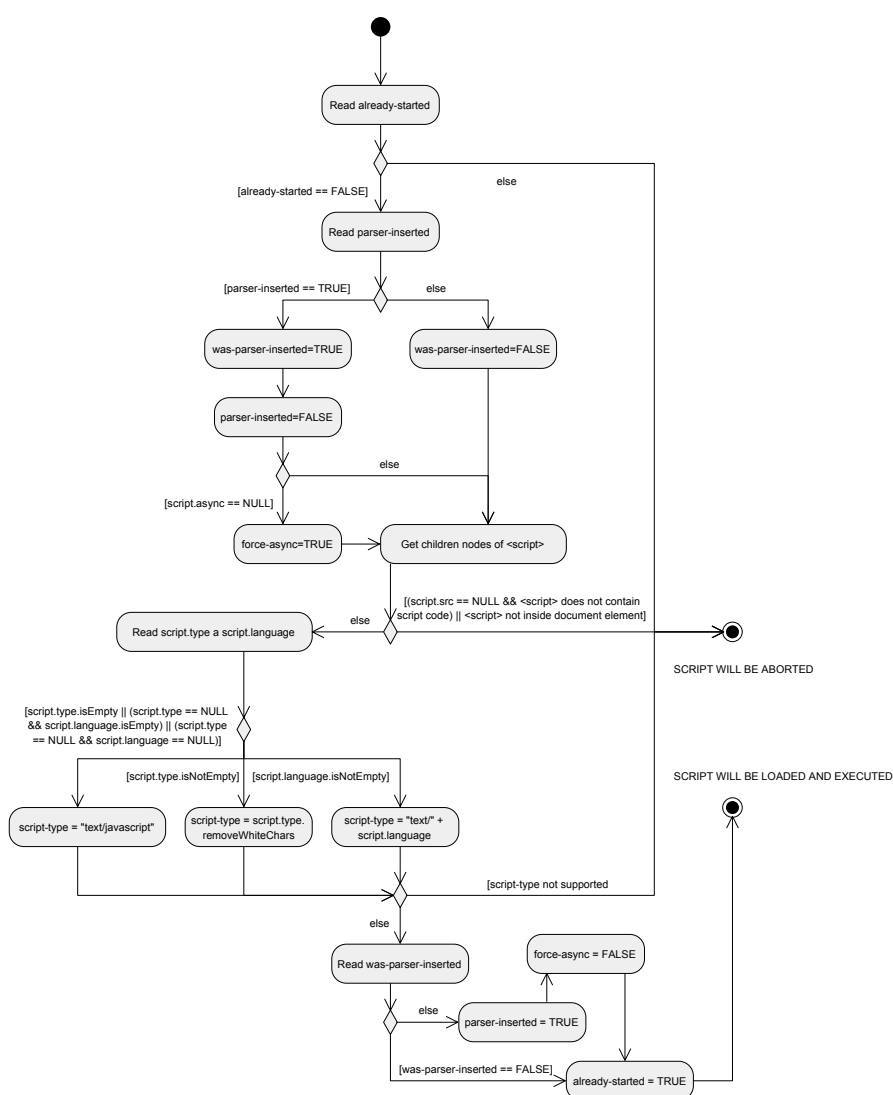 Read already-started
else
[already-started == FALSE]
Read parser-inserted
[parser-inserted == TRUE]
else
was-parser-inserted=TRUE
was-parser-inserted=FALSE
parser-inserted=FALSE
else
[script.async == NULL]
force-async=TRUE
Get children nodes of <script>
[(script.src == NULL && <script> does not contain
script code) || <script> not inside document element]
else
Read script.type a script.language
SCRIPT WILL BE ABORTED
[script.type.isEmpty || (script.type == NULL
&& script.language.isEmpty) || (script.type
== NULL && script.language == NULL)]
[script.type.isNotEmpty]
[script.language.isNotEmpty]
SCRIPT WILL BE LOADED AND EXECUTED
script-type = "text/javascript"
script-type = script.type.
removeWhiteChars
script-type = "text/" +
script.language
[script-type not supported
else
Read was-parser-inserted
force-async = FALSE
else
parser-inserted = TRUE
[was-parser-inserted == FALSE]
already-started = TRUE